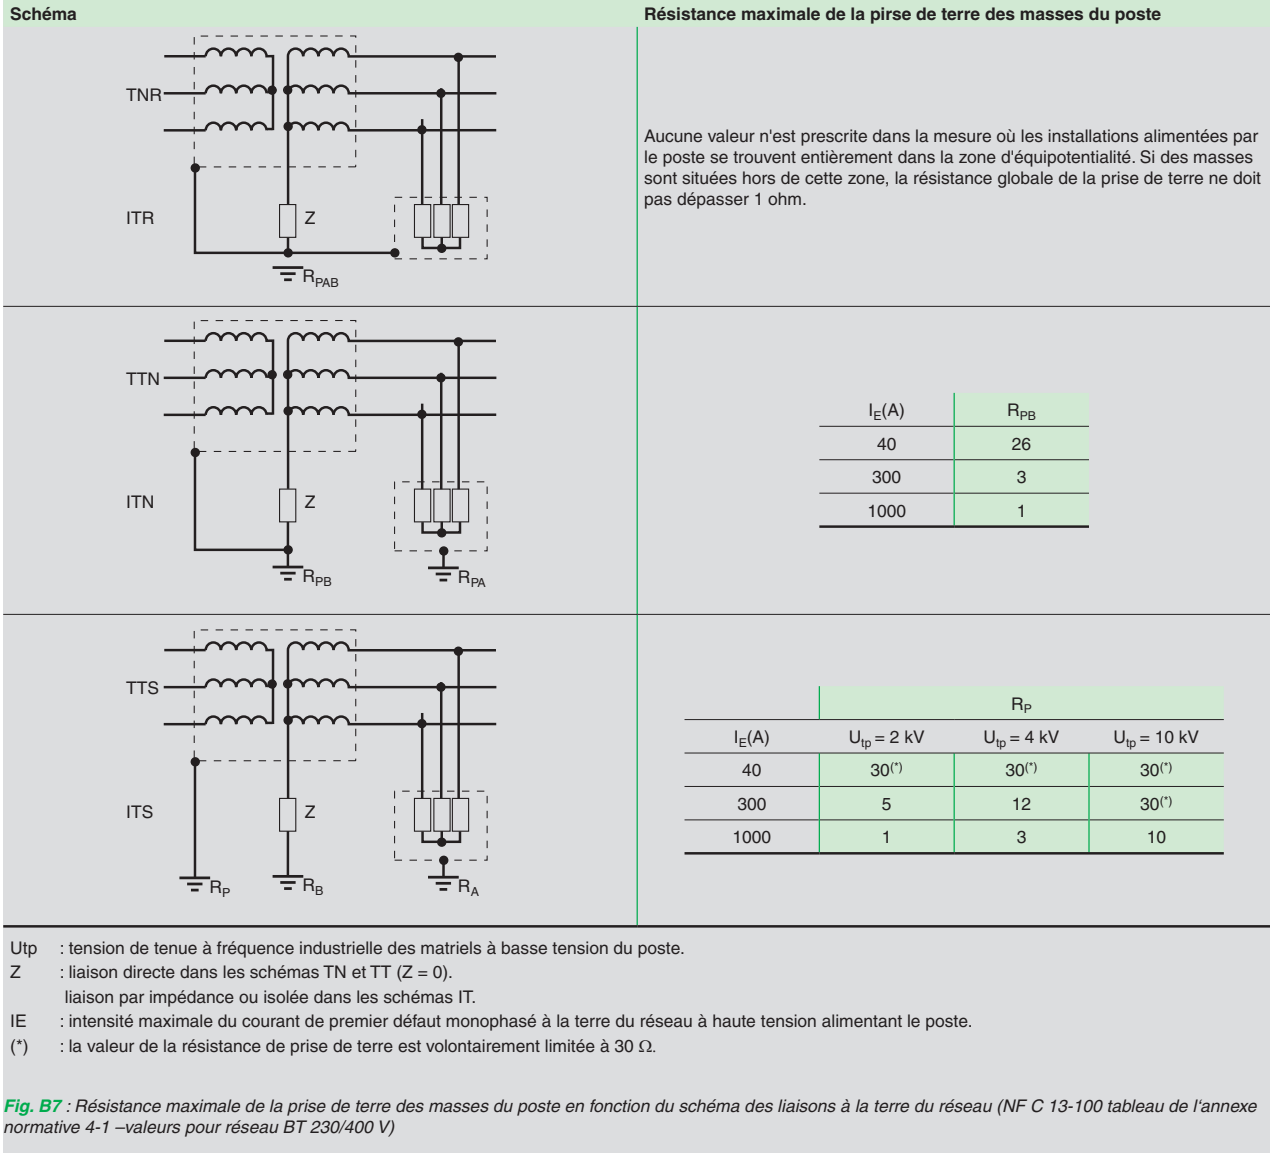 Schéma
Résistance maximale de la pirse de terre des masses du poste
TNR
ITR
Z
RPAB
Aucune valeur n'est prescrite dans la mesure où les installations alimentées par
le poste se trouvent entièrement dans la zone d'équipotentialité. Si des masses
sont situées hors de cette zone, la résistance globale de la prise de terre ne doit
pas dépasser 1 ohm.
TTN
ITN
Z
RPB
RPA
IE(A) RPB
40 26
300 3
1000 1
TTS
ITS
Z
RP
RB
RA
RP
IE(A) Utp = 2 kV Utp = 4 kV Utp = 10 kV
40 30(*) 30(*) 30(*)
300 5 12 30(*)
1000 1 3 10
Utp : tension de tenue à fréquence industrielle des matriels à basse tension du poste.
Z : liaison directe dans les schémas TN et TT (Z = 0).
liaison par impédance ou isolée dans les schémas IT.
IE : intensité maximale du courant de premier défaut monophasé à la terre du réseau à haute tension alimentant le poste.
(*) : la valeur de la résistance de prise de terre est volontairement limitée à 30 Ω.
Fig. B7 : Résistance maximale de la prise de terre des masses du poste en fonction du schéma des liaisons à la terre du réseau (NF C 13-100 tableau de l'annexe
normative 4-1 –valeurs pour réseau BT 230/400 V)